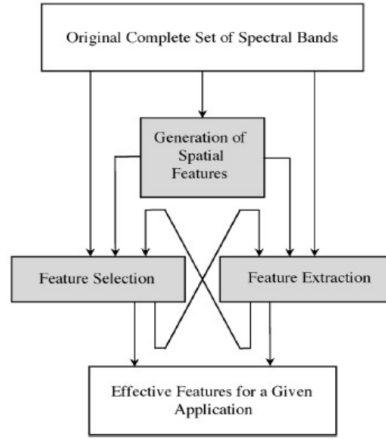 Original Complete Set of Spectral Bands
Generation of
Spatial
Features
Feature Selection
Feature Extraction
Effective Features for a Given
Application